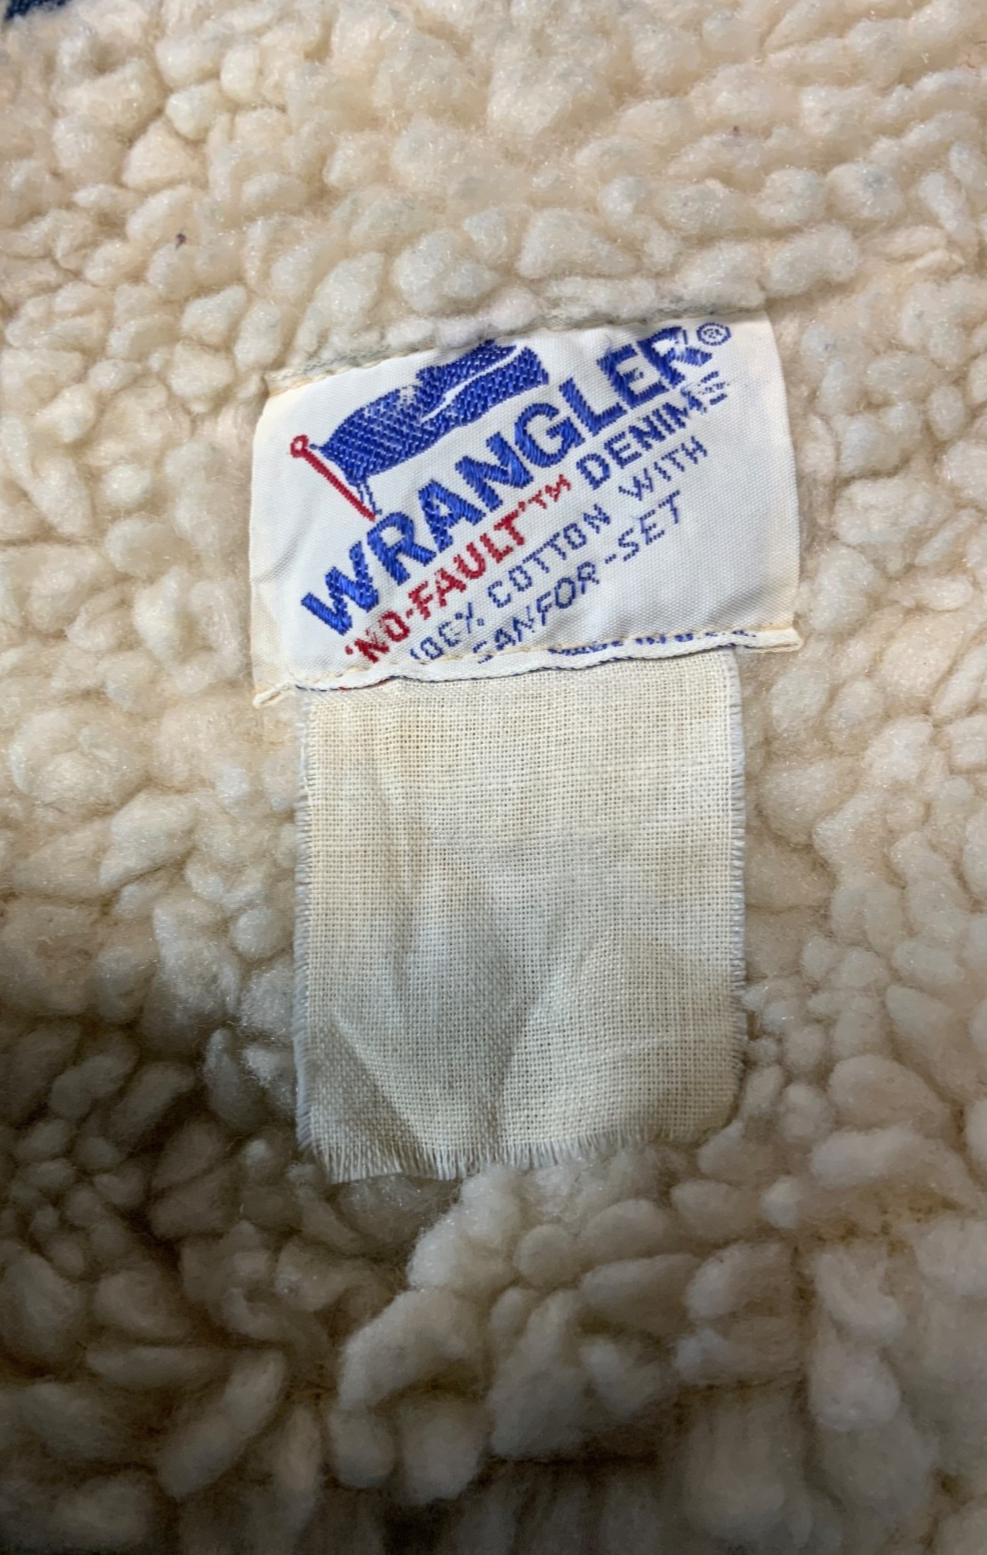 WRANGLER®
'NO-FAULT'™ DENIMS
100% COTTON WITH
SANFOR-SET